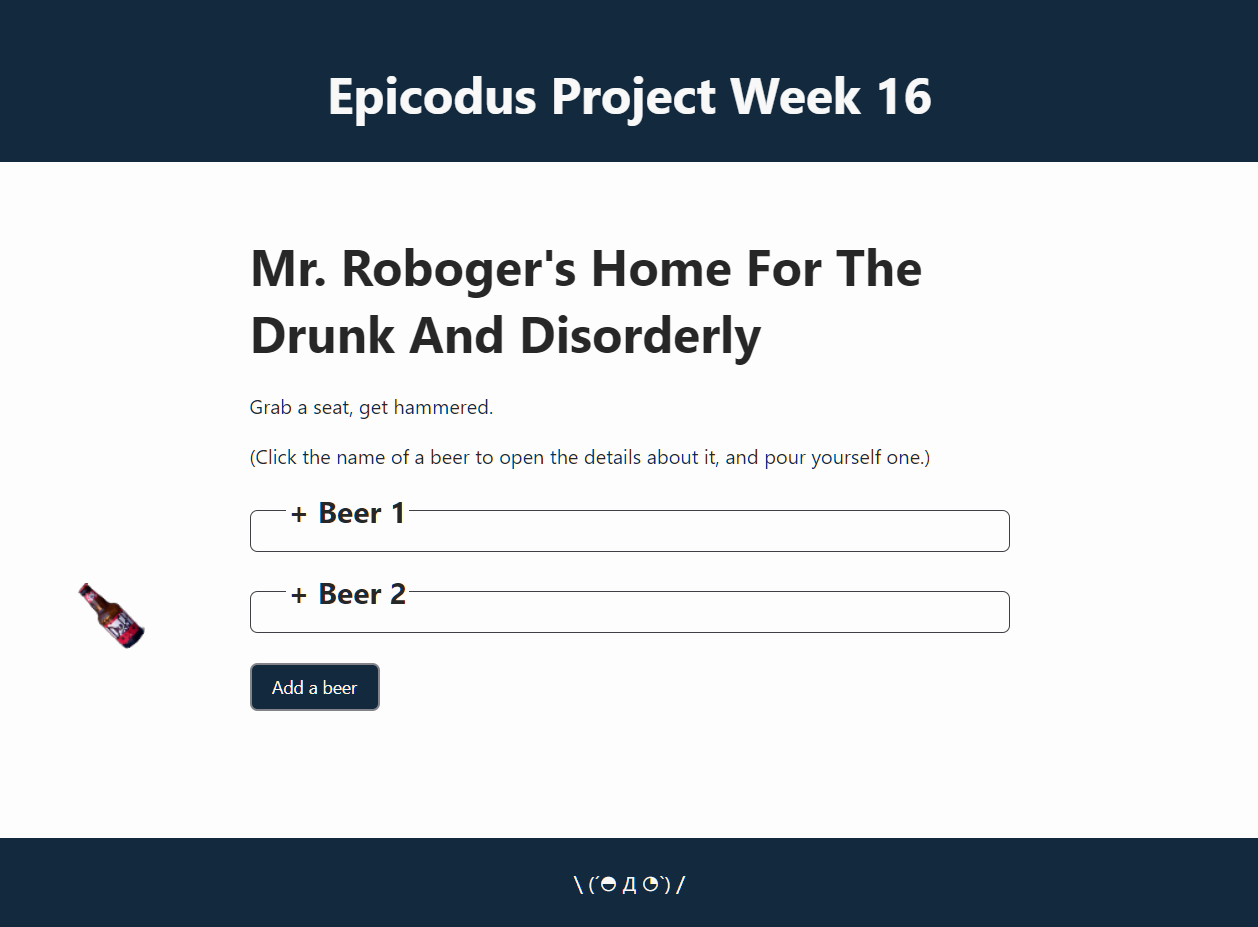 Epicodus Project Week 16
Mr. Roboger's Home For The
Drunk And Disorderly
Grab a seat, get hammered.
(Click the name of a beer to open the details about it, and pour yourself one.)
+ Beer 1
+ Beer 2
Add a beer
\ (´◓ Д ◔`) /